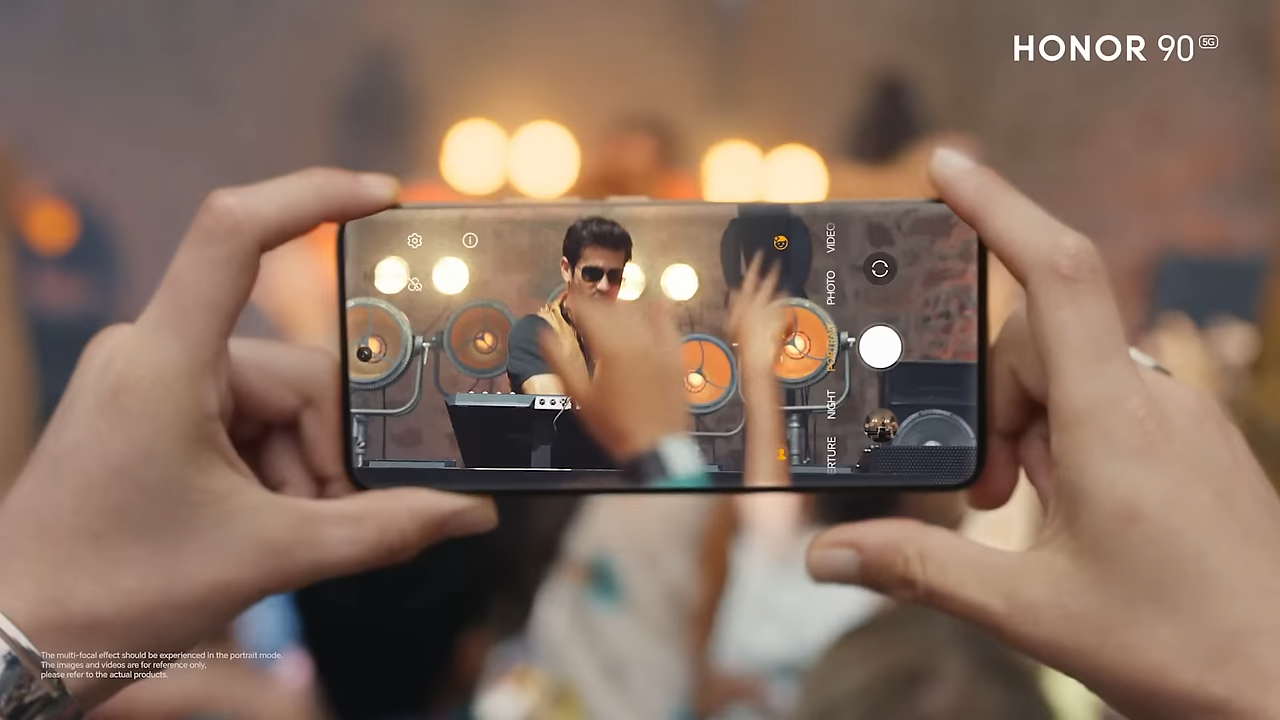 HONOR 90 5G
VIDEO
PHOTO
PORTRAIT
NIGHT
ERTURE
The multi-focal effect should be experienced in the portrait mode.
The images and videos are for reference only,
please refer to the actual products.